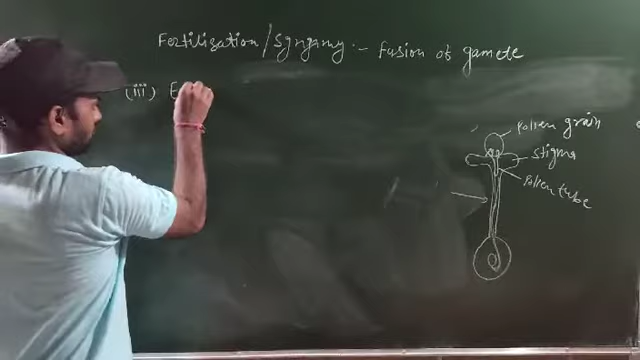 Fertilization/Syngamy :- Fusion of gamete
(iii) E
Pollen grain
Stigma
Pollen tube